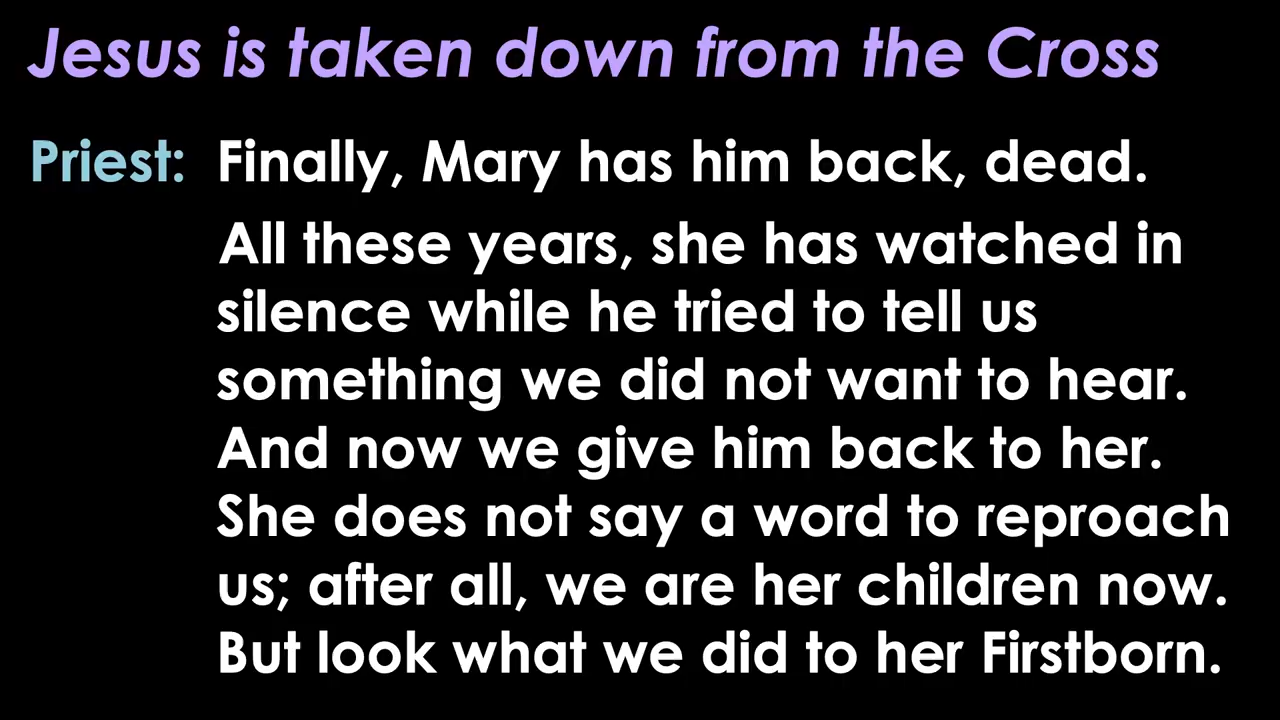 Jesus is taken down from the Cross
Priest: Finally, Mary has him back, dead.
All these years, she has watched in
silence while he tried to tell us
something we did not want to hear.
And now we give him back to her.
She does not say a word to reproach
us; after all, we are her children now.
But look what we did to her Firstborn.